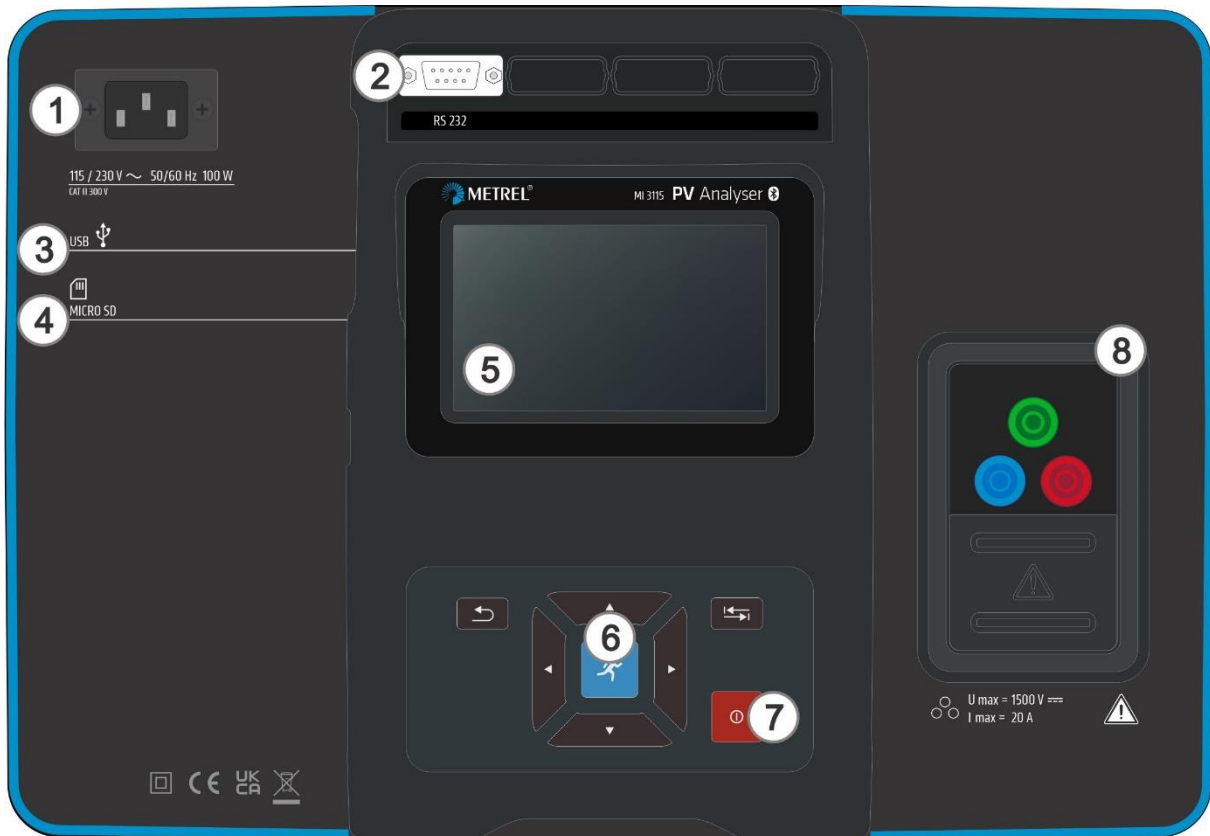 1
2
RS 232
115 / 230 V ~ 50/60 Hz 100 W
CAT II 300 V
METREL®
MI 3115 PV Analyser
3
USB
4
MICRO SD
5
6
7
8
U max = 1500 V ⎓
I max = 20 A
CE UK CA